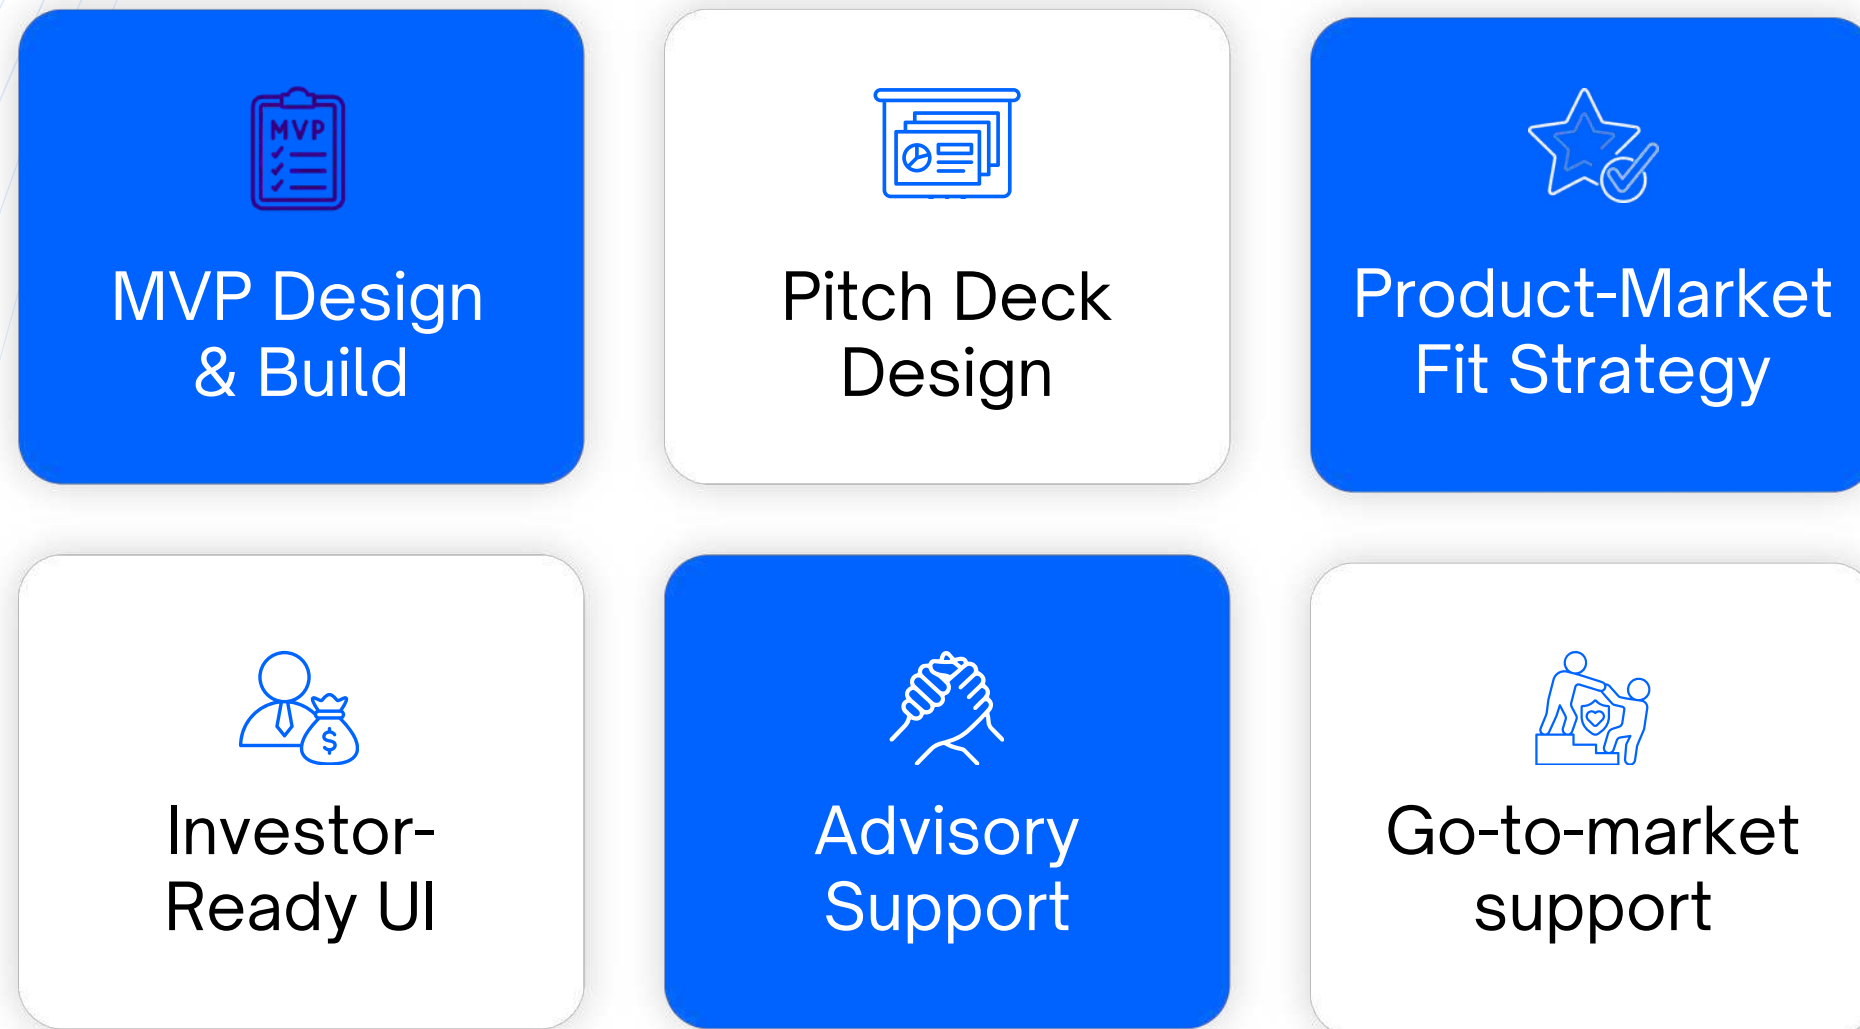 MVP
MVP Design
& Build
Pitch Deck
Design
Product-Market
Fit Strategy
$
Investor-
Ready UI
Advisory
Support
Go-to-market
support